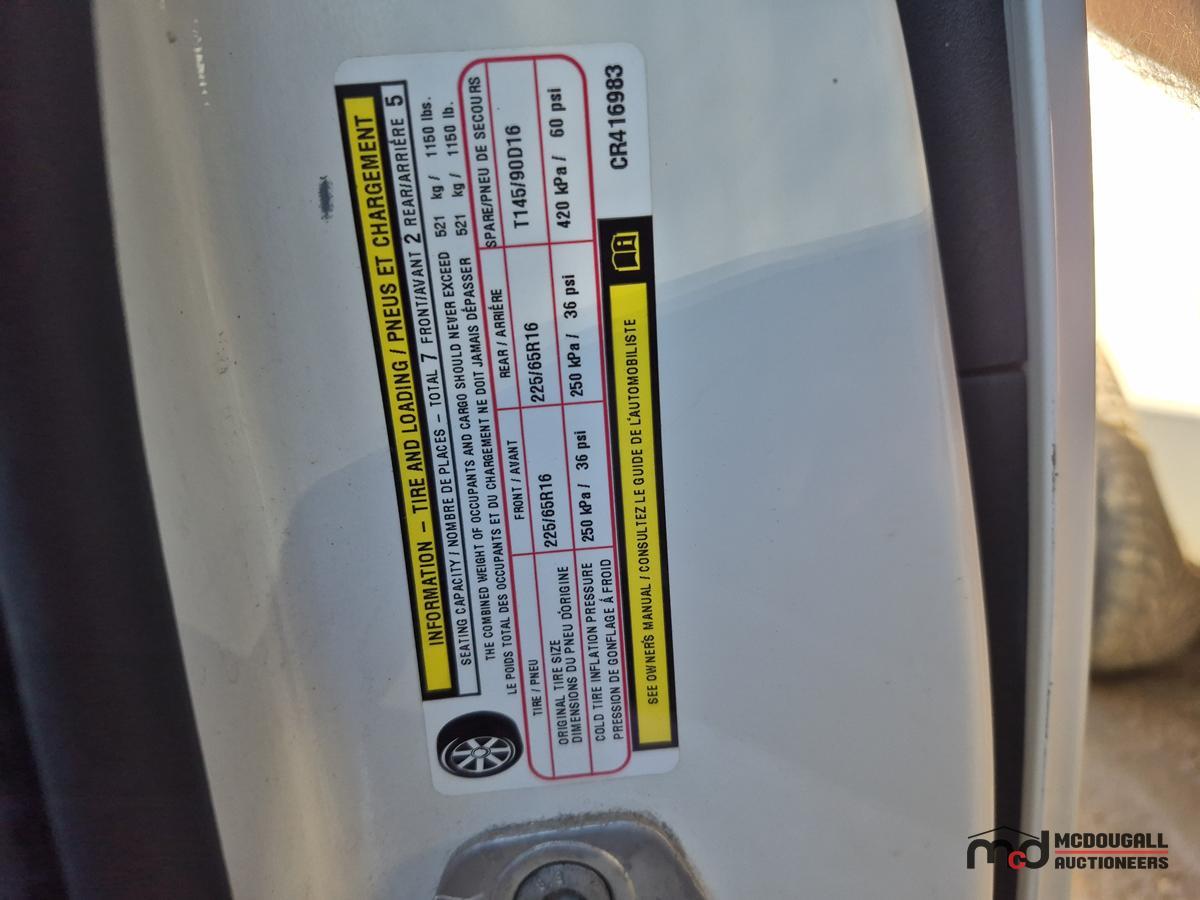 INFORMATION – TIRE AND LOADING / PNEUS ET CHARGEMENT
SEATING CAPACITY / NOMBRE DE PLACES – TOTAL 7 FRONT/AVANT 2 REAR/ARRIÉRE 5
THE COMBINED WEIGHT OF OCCUPANTS AND CARGO SHOULD NEVER EXCEED 521 kg / 1150 lbs.
LE POIDS TOTAL DES OCCUPANTS ET DU CHARGEMENT NE DOIT JAMAIS DÉPASSER 521 kg / 1150 lb.
TIRE / PNEU FRONT / AVANT REAR / ARRIÉRE SPARE/PNEU DE SECOURS
ORIGINAL TIRE SIZE
DIMENSIONS DU PNEU D'ORIGINE
225/65R16 225/65R16 T145/90D16
COLD TIRE INFLATION PRESSURE
PRESSION DE GONFLAGE Á FROID
250 kPa / 36 psi 250 kPa / 36 psi 420 kPa / 60 psi
SEE OWNER'S MANUAL / CONSULTEZ LE GUIDE DE L'AUTOMOBILISTE
CR416983
mcd MCDOUGALL
AUCTIONEERS